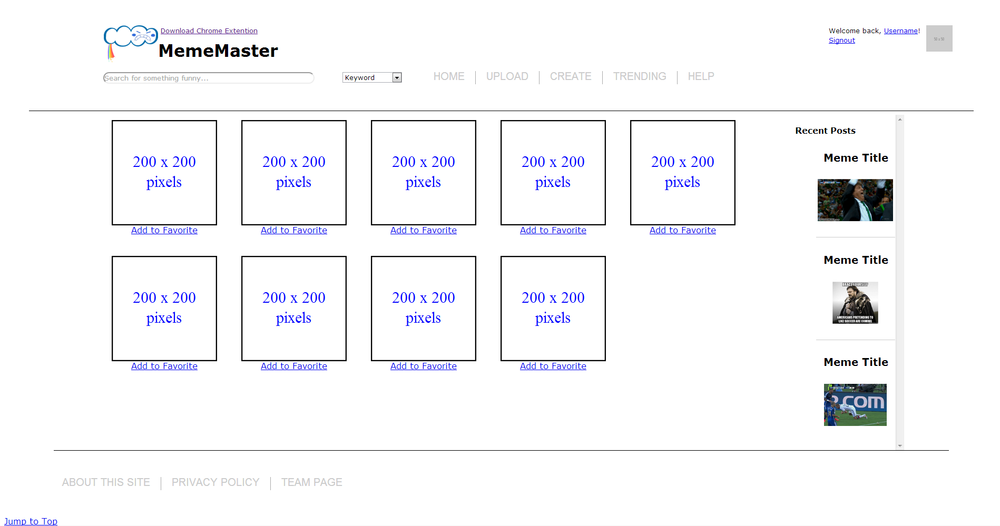 Download Chrome Extention
MemeMaster
Welcome back, Username!
Signout
50 x 50
Search for something funny...
Keyword
HOME
UPLOAD
CREATE
TRENDING
HELP
200 x 200
pixels
Add to Favorite
200 x 200
pixels
Add to Favorite
200 x 200
pixels
Add to Favorite
200 x 200
pixels
Add to Favorite
200 x 200
pixels
Add to Favorite
200 x 200
pixels
Add to Favorite
200 x 200
pixels
Add to Favorite
200 x 200
pixels
Add to Favorite
200 x 200
pixels
Add to Favorite
Recent Posts
Meme Title
Meme Title
BRACE YOURSELF
AMERICANS PRETENDING TO
LIKE SOCCER ARE COMING
Meme Title
.COM
ABOUT THIS SITE
PRIVACY POLICY
TEAM PAGE
Jump to Top